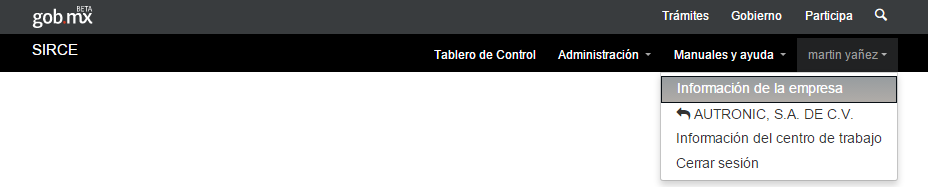 gob.mx BETA Trámites Gobierno Participa
SIRCE
Tablero de Control Administración Manuales y ayuda martin yañez
Información de la empresa
AUTRONIC, S.A. DE C.V.
Información del centro de trabajo
Cerrar sesión